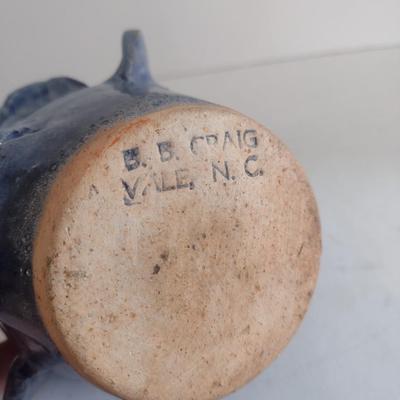 B. B. CRAIG
VALE, N. C.